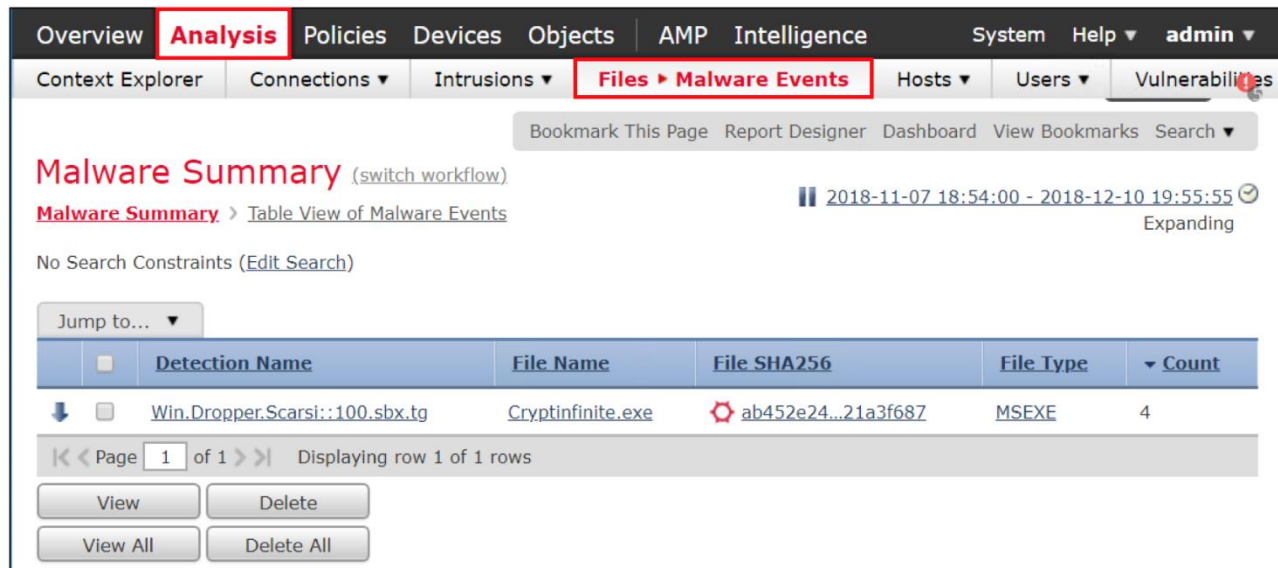 Overview Analysis Policies Devices Objects AMP Intelligence System Help ▼ admin ▼
Context Explorer Connections ▼ Intrusions ▼ Files ▸ Malware Events Hosts ▼ Users ▼ Vulnerabilities
Bookmark This Page Report Designer Dashboard View Bookmarks Search ▼
Malware Summary (switch workflow)
2018-11-07 18:54:00 - 2018-12-10 19:55:55
Malware Summary > Table View of Malware Events
Expanding
No Search Constraints (Edit Search)
Jump to... ▼
Detection Name File Name File SHA256 File Type ▼ Count
Win.Dropper.Scarsi::100.sbx.tg Cryptinfinite.exe ab452e24...21a3f687 MSEXE 4
|< < Page 1 of 1 > >| Displaying row 1 of 1 rows
View Delete
View All Delete All